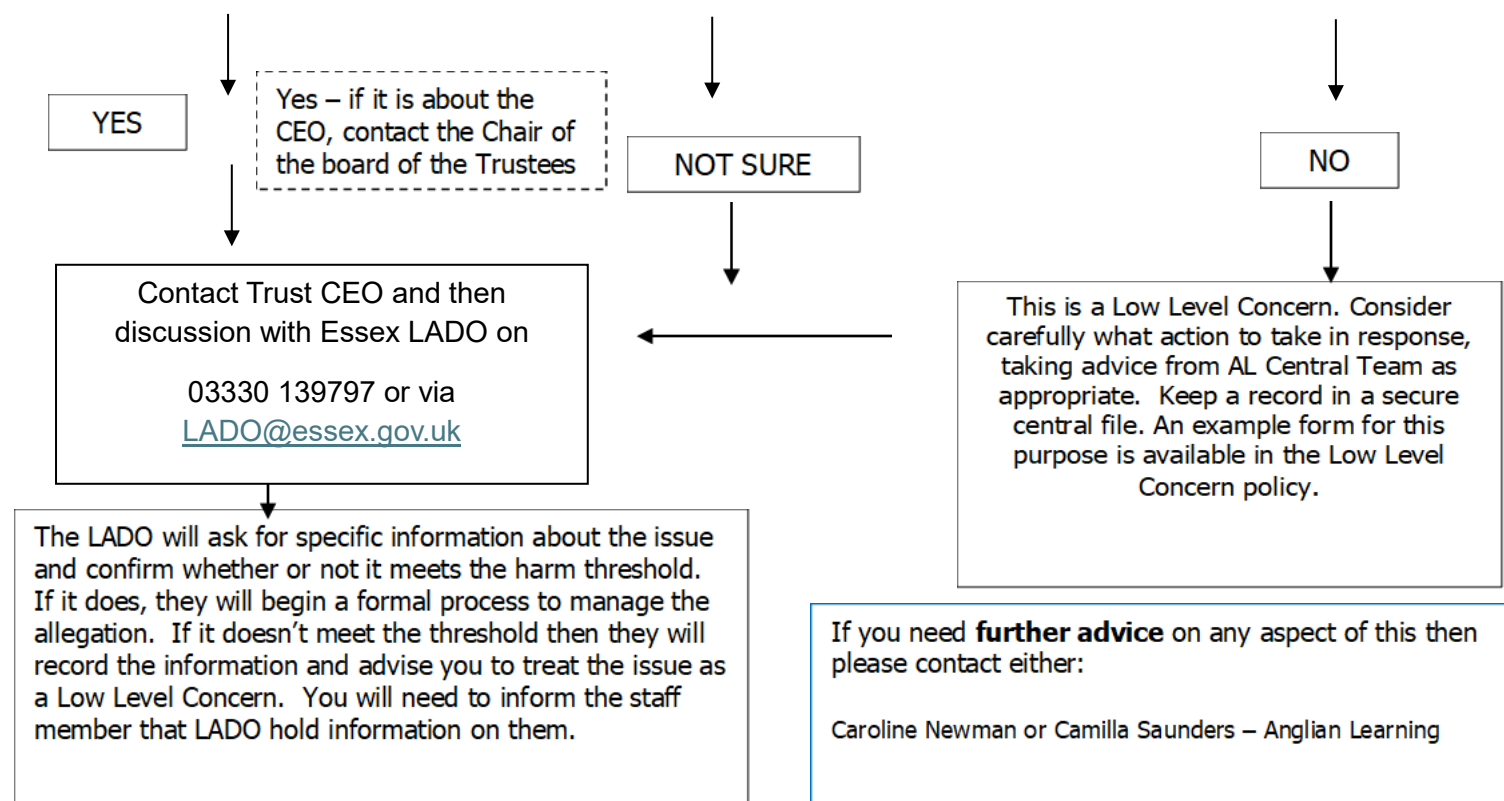 YES
Yes – if it is about the
CEO, contact the Chair of
the board of the Trustees
NOT SURE
NO
Contact Trust CEO and then
discussion with Essex LADO on
03330 139797 or via
LADO@essex.gov.uk
This is a Low Level Concern. Consider
carefully what action to take in response,
taking advice from AL Central Team as
appropriate.  Keep a record in a secure
central file. An example form for this
purpose is available in the Low Level
Concern policy.
The LADO will ask for specific information about the issue
and confirm whether or not it meets the harm threshold.
If it does, they will begin a formal process to manage the
allegation.  If it doesn’t meet the threshold then they will
record the information and advise you to treat the issue as
a Low Level Concern.  You will need to inform the staff
member that LADO hold information on them.
If you need further advice on any aspect of this then
please contact either:
Caroline Newman or Camilla Saunders – Anglian Learning